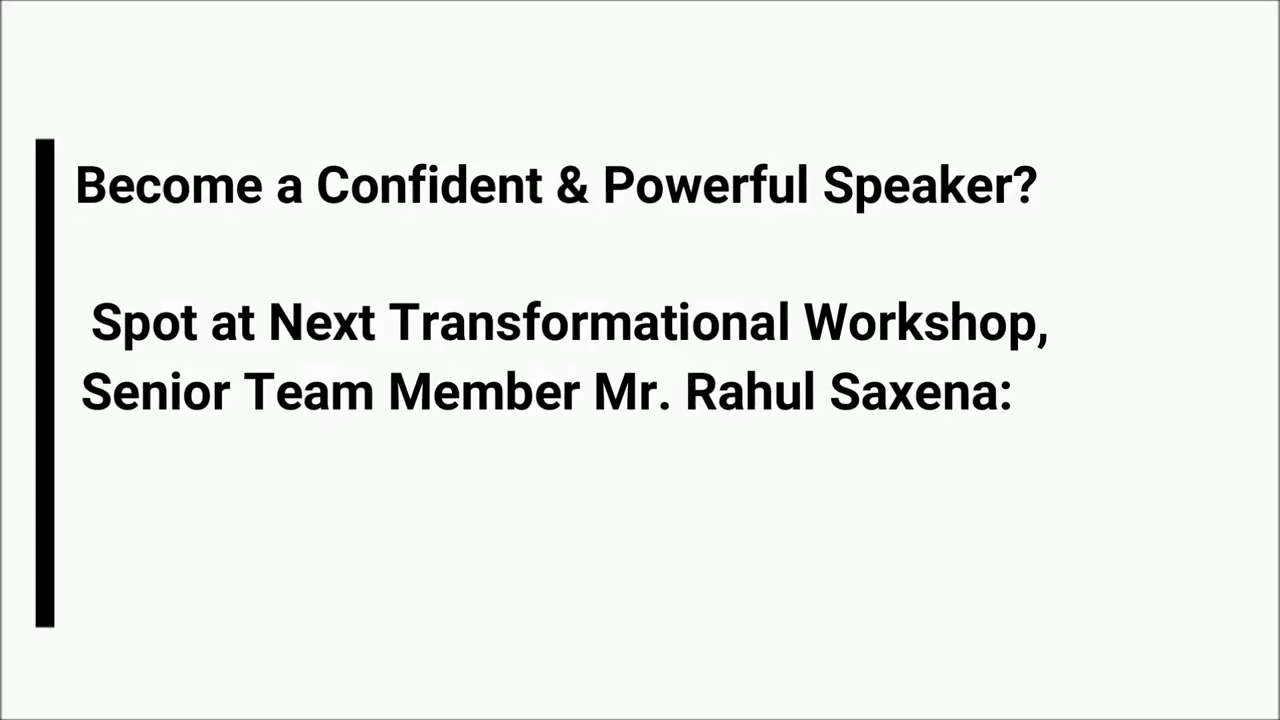 Become a Confident & Powerful Speaker?
Spot at Next Transformational Workshop,
Senior Team Member Mr. Rahul Saxena: